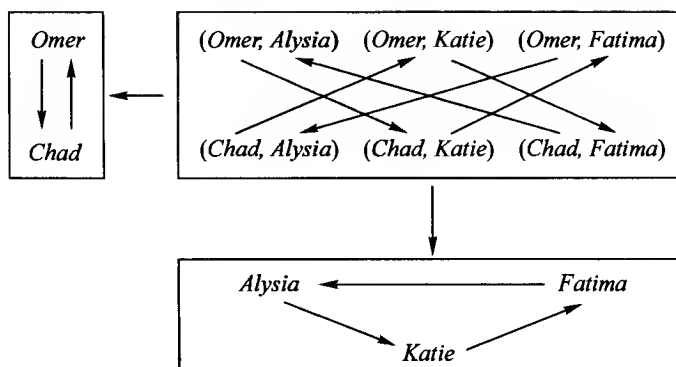 Omer
Chad
(Omer, Alysia) (Omer, Katie) (Omer, Fatima)
(Chad, Alysia) (Chad, Katie) (Chad, Fatima)
Alysia Fatima
Katie